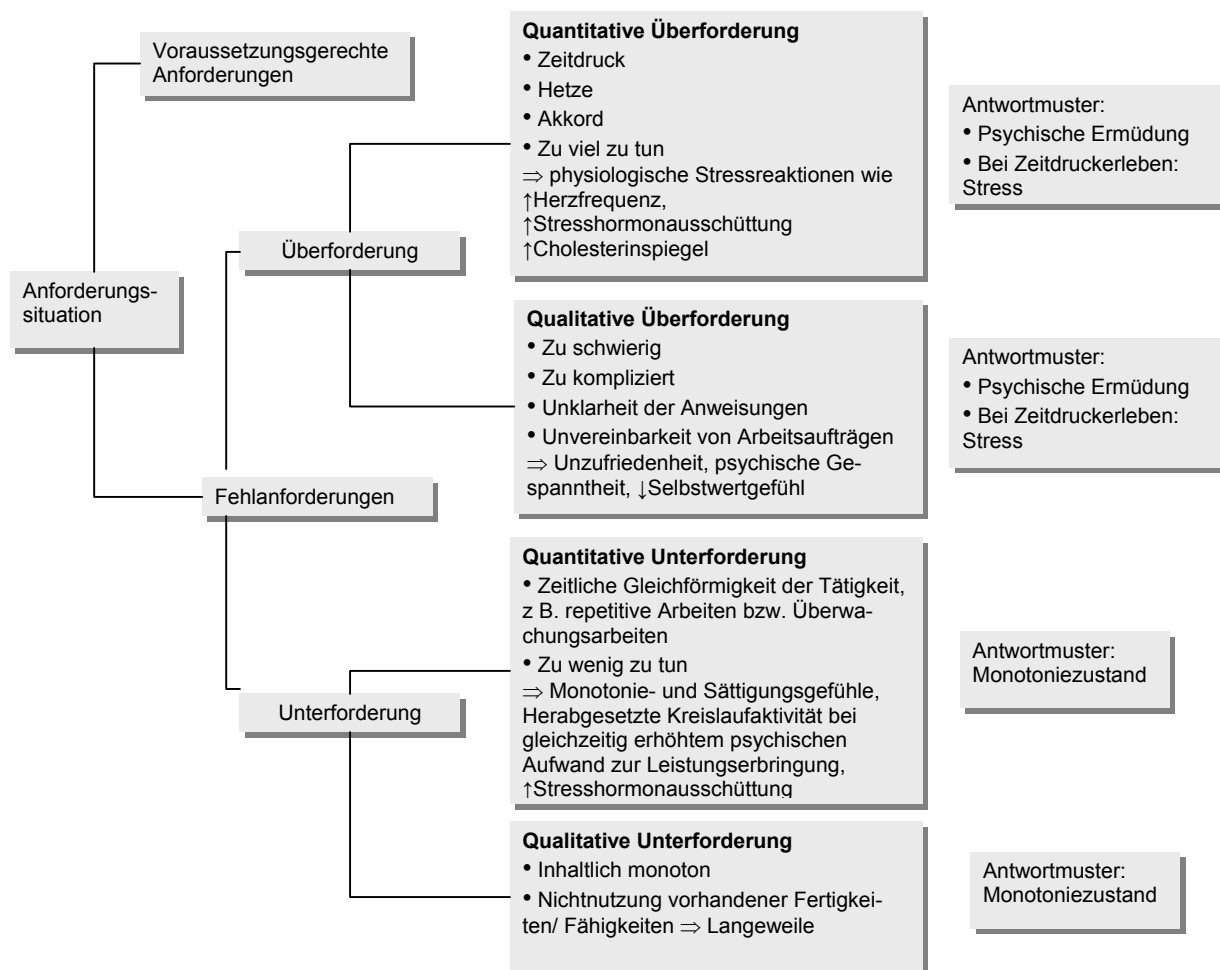 Voraussetzungsgerechte
Anforderungen
Quantitative Überforderung
• Zeitdruck
• Hetze
• Akkord
• Zu viel zu tun
⇒ physiologische Stressreaktionen wie
↑Herzfrequenz,
↑Stresshormonausschüttung
↑Cholesterinspiegel
Antwortmuster:
• Psychische Ermüdung
• Bei Zeitdruckerleben:
Stress
Überforderung
Anforderungs-
situation
Qualitative Überforderung
• Zu schwierig
• Zu kompliziert
• Unklarheit der Anweisungen
• Unvereinbarkeit von Arbeitsaufträgen
⇒ Unzufriedenheit, psychische Ge-
spanntheit, ↓Selbstwertgefühl
Antwortmuster:
• Psychische Ermüdung
• Bei Zeitdruckerleben:
Stress
Fehlanforderungen
Quantitative Unterforderung
• Zeitliche Gleichförmigkeit der Tätigkeit,
z B. repetitive Arbeiten bzw. Überwa-
chungsarbeiten
• Zu wenig zu tun
⇒ Monotonie- und Sättigungsgefühle,
Herabgesetzte Kreislaufaktivität bei
gleichzeitig erhöhtem psychischen
Aufwand zur Leistungserbringung,
↑Stresshormonausschüttung
Antwortmuster:
Monotoniezustand
Unterforderung
Qualitative Unterforderung
• Inhaltlich monoton
• Nichtnutzung vorhandener Fertigkei-
ten/ Fähigkeiten ⇒ Langeweile
Antwortmuster:
Monotoniezustand